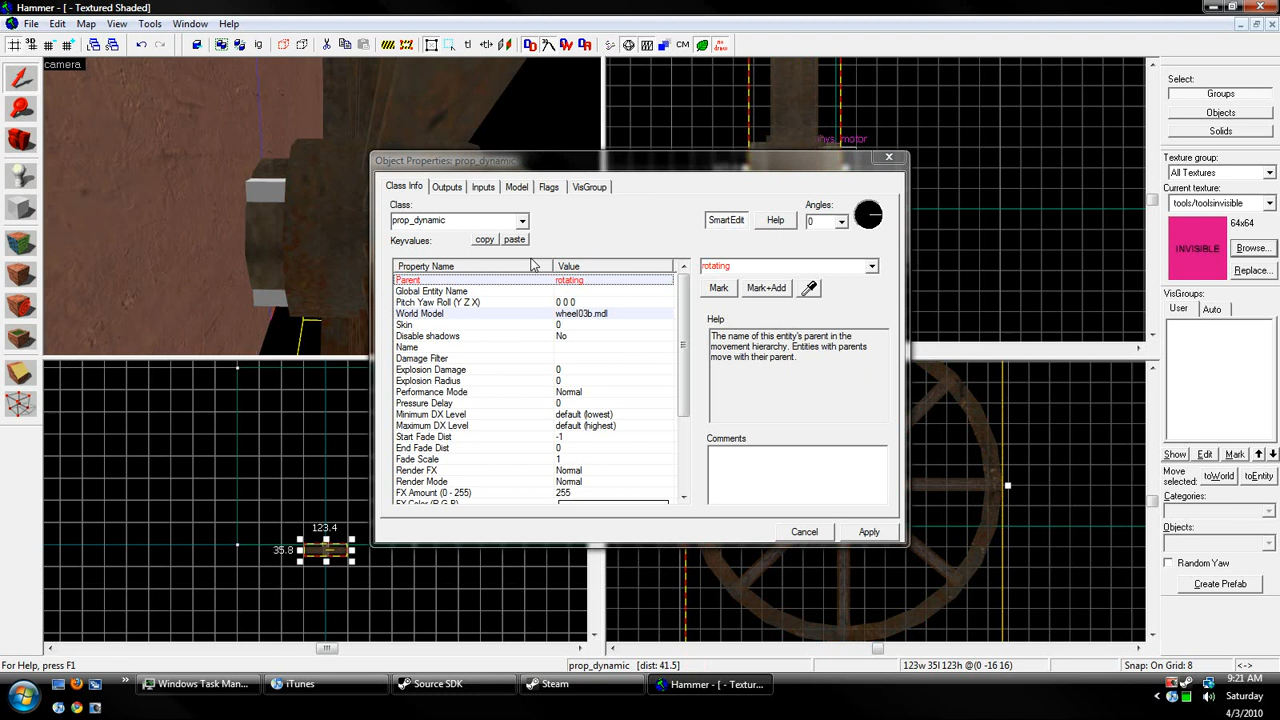 Hammer - [ - Textured Shaded]
File Edit Map View Tools Window Help
3D ig tl tl+ CM no draw
camera
phys_motor
Select:
Groups
Objects
Solids
Texture group:
All Textures
Current texture:
tools/toolsinvisible
64x64
INVISIBLE
Browse...
Replace...
VisGroups:
User Auto
Show Edit Mark
Move selected:
toWorld toEntity
Categories:
Objects:
Random Yaw
Create Prefab
Object Properties: prop_dynamic
Class Info Outputs Inputs Model Flags VisGroup
Class:
prop_dynamic
Keyvalues: copy paste
SmartEdit Help
Angles:
0
Property Name Value
Parent rotating
Global Entity Name
Pitch Yaw Roll (Y Z X) 0 0 0
World Model wheel03b.mdl
Skin 0
Disable shadows No
Name
Damage Filter
Explosion Damage 0
Explosion Radius 0
Performance Mode Normal
Pressure Delay 0
Minimum DX Level default (lowest)
Maximum DX Level default (highest)
Start Fade Dist -1
End Fade Dist 0
Fade Scale 1
Render FX Normal
Render Mode Normal
FX Amount (0 - 255) 255
FX Color (R G B)
rotating
Mark Mark+Add
Help
The name of this entity's parent in the
movement hierarchy. Entities with parents
move with their parent.
Comments
Cancel Apply
123.4
35.8
For Help, press F1
prop_dynamic [dist: 41.5]
123w 35l 123h @(0 -16 16)
Snap: On Grid: 8
<->
Windows Task Man...
iTunes
Source SDK
Steam
Hammer - [ - Textur...
9:21 AM
Saturday
4/3/2010